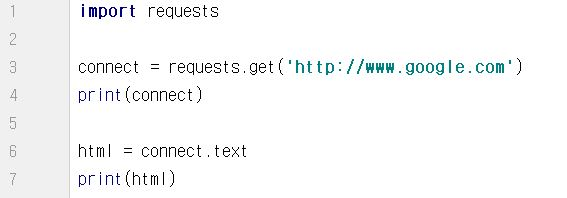 1 import requests
2
3 connect = requests.get('http://www.google.com')
4 print(connect)
5
6 html = connect.text
7 print(html)